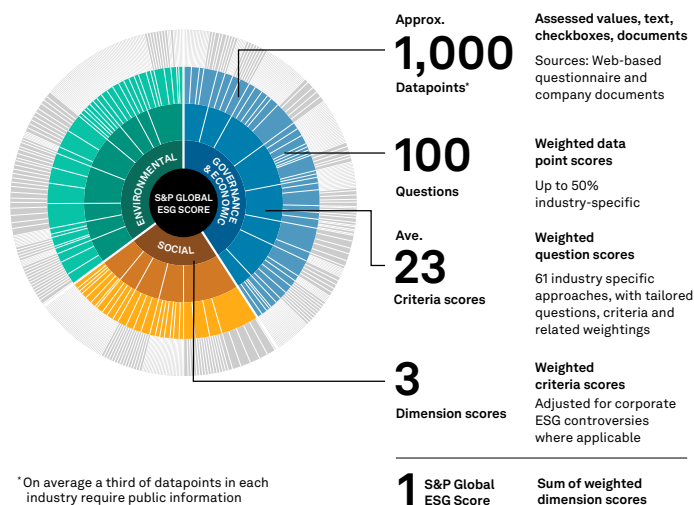 Approx.
1,000
Datapoints*
Assessed values, text,
checkboxes, documents
Sources: Web-based
questionnaire and
company documents
100
Questions
Weighted data
point scores
Up to 50%
industry-specific
Ave.
23
Criteria scores
Weighted
question scores
61 industry specific
approaches, with tailored
questions, criteria and
related weightings
3
Dimension scores
Weighted
criteria scores
Adjusted for corporate
ESG controversies
where applicable
1
S&P Global
ESG Score
Sum of weighted
dimension scores
ENVIRONMENTAL
GOVERNANCE
& ECONOMIC
S&P GLOBAL
ESG SCORE
SOCIAL
*On average a third of datapoints in each
industry require public information